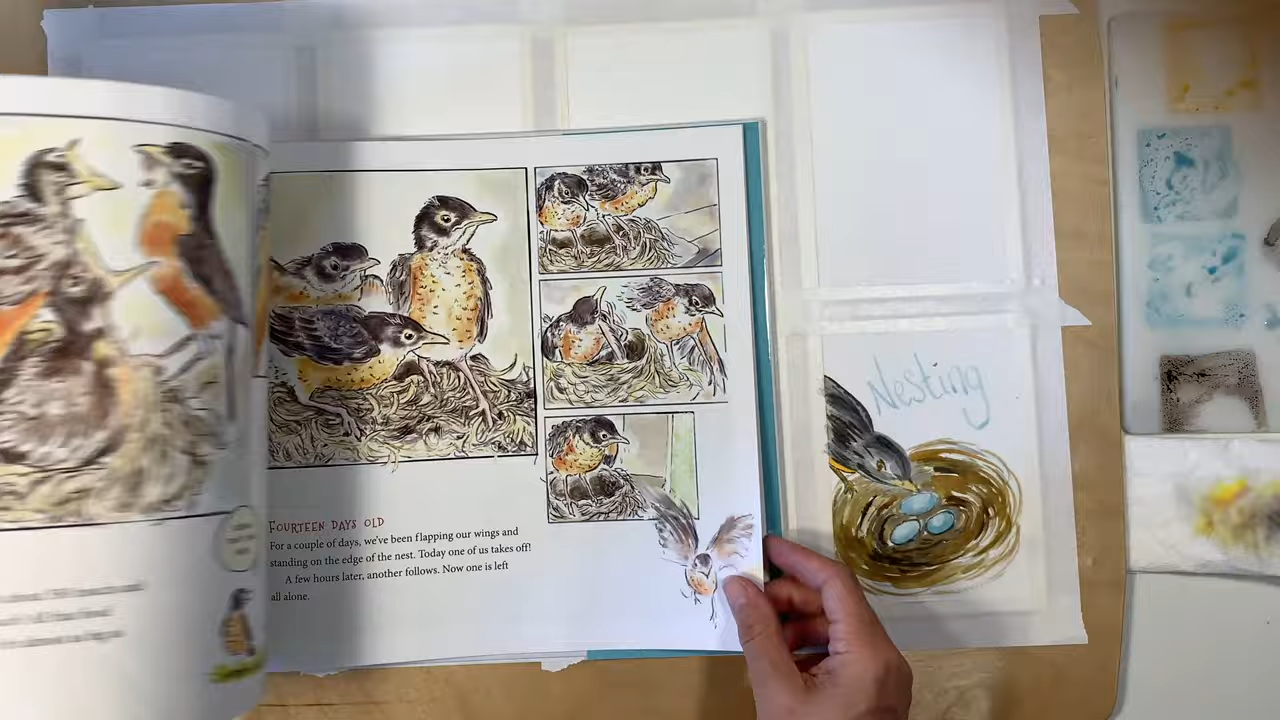 FOURTEEN DAYS OLD
For a couple of days, we've been flapping our wings and
standing on the edge of the nest. Today one of us takes off!
A few hours later, another follows. Now one is left
all alone.
Nesting